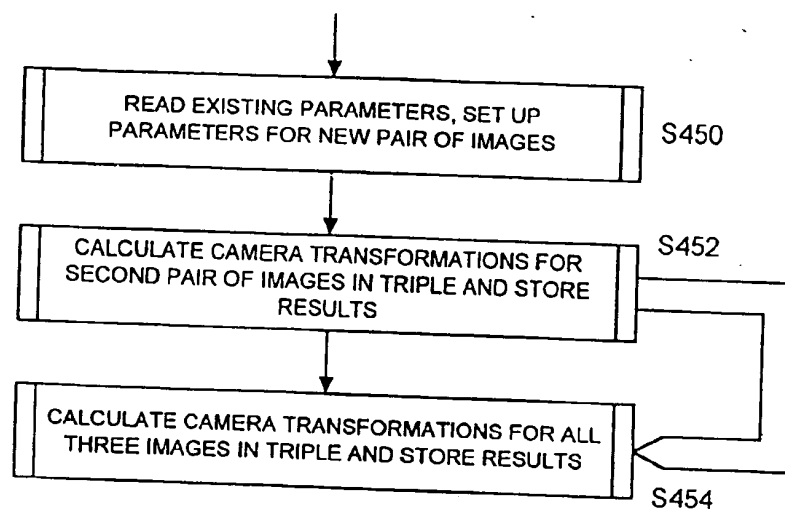 READ EXISTING PARAMETERS, SET UP
PARAMETERS FOR NEW PAIR OF IMAGES
S450
S452
CALCULATE CAMERA TRANSFORMATIONS FOR
SECOND PAIR OF IMAGES IN TRIPLE AND STORE
RESULTS
CALCULATE CAMERA TRANSFORMATIONS FOR ALL
THREE IMAGES IN TRIPLE AND STORE RESULTS
S454